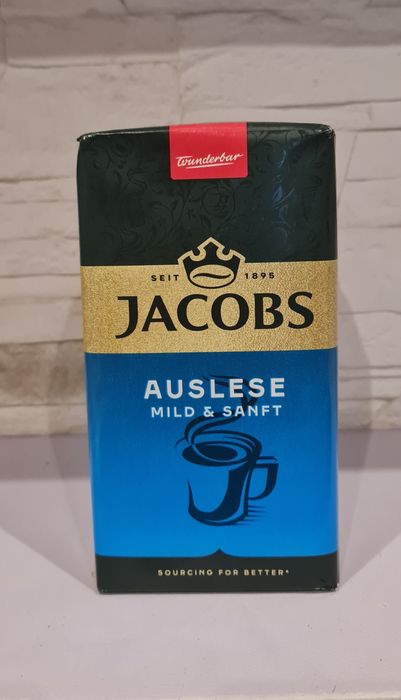 Wunderbar
SEIT 1895
JACOBS
AUSLESE
MILD & SANFT
SOURCING FOR BETTER*